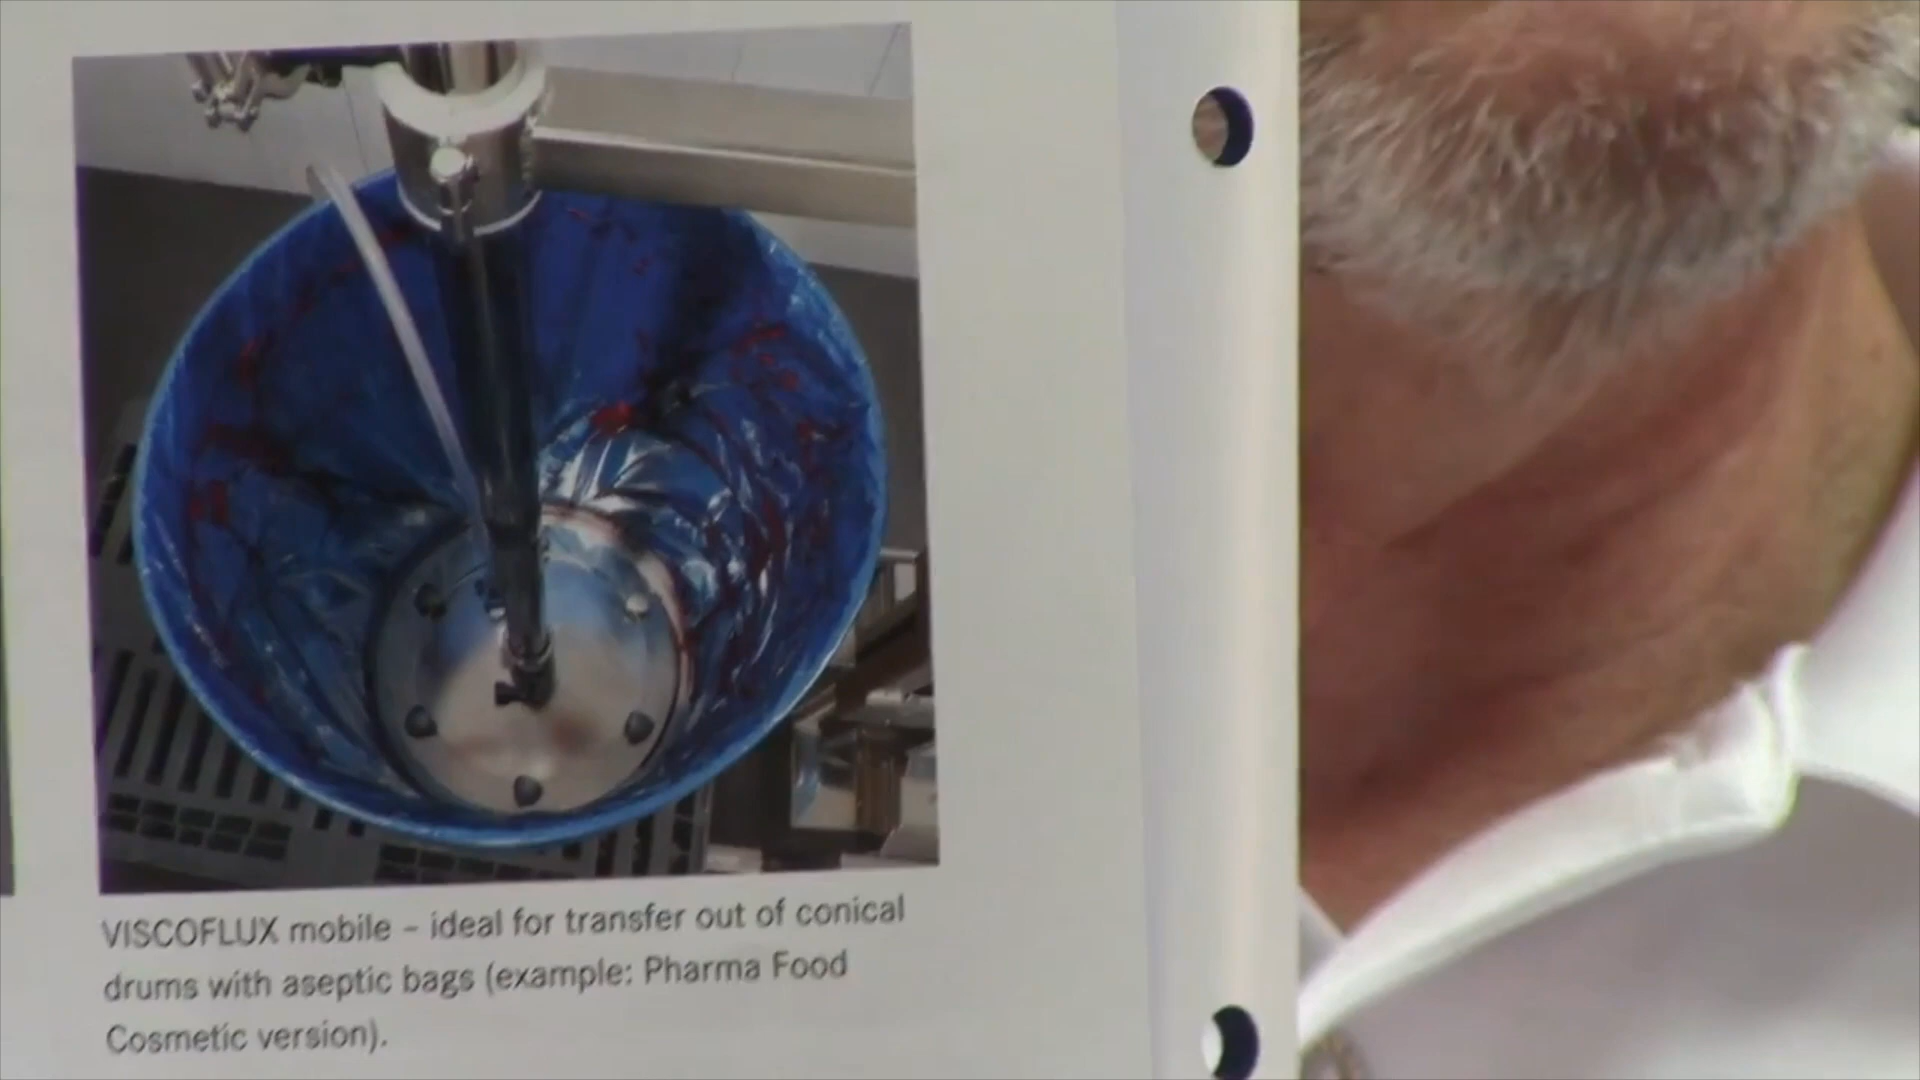 VISCOFLUX mobile – ideal for transfer out of conical
drums with aseptic bags (example: Pharma Food
Cosmetic version).